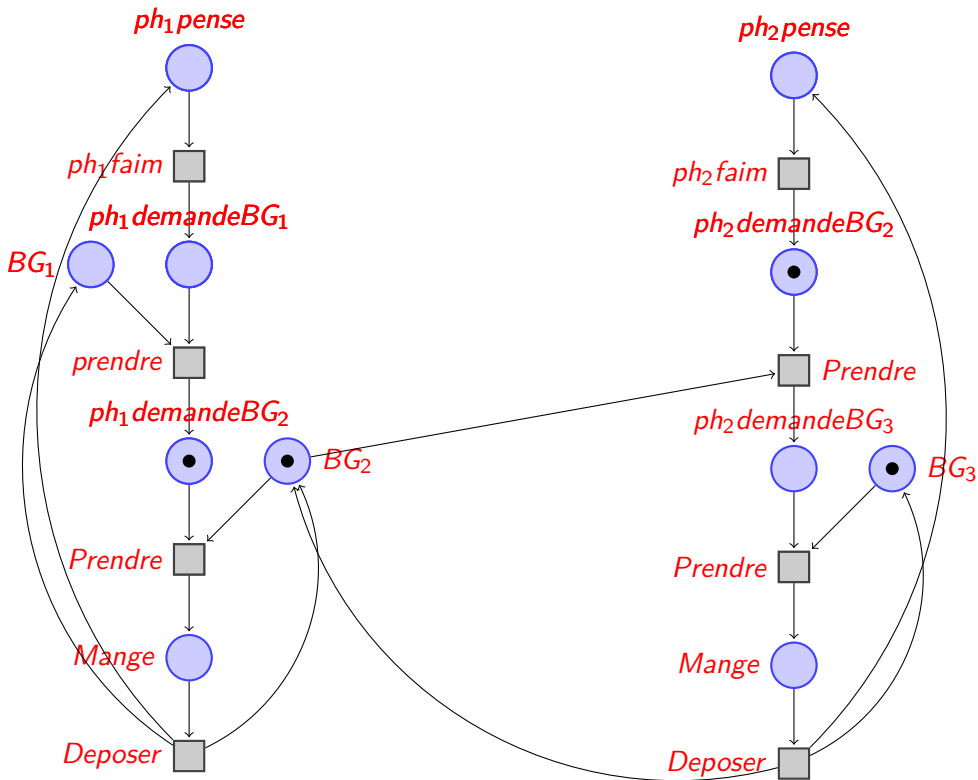 ph₁pense
ph₂pense
ph₁faim
ph₂faim
ph₁demandeBG₁
ph₂demandeBG₂
BG₁
prendre
Prendre
ph₁demandeBG₂
ph₂demandeBG₃
BG₂
BG₃
Prendre
Prendre
Mange
Mange
Deposer
Deposer